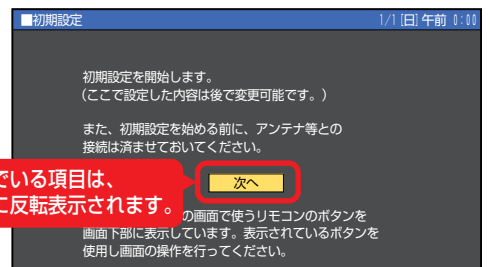 ■初期設定 1/1[日]午前 0:00
初期設定を開始します。
(ここで設定した内容は後で変更可能です。)
また、初期設定を始める前に、アンテナ等との
接続は済ませておいてください。
でいる項目は、
に反転表示されます。
次へ
の画面で使うリモコンのボタンを
画面下部に表示しています。表示されているボタンを
使用し画面の操作を行ってください。